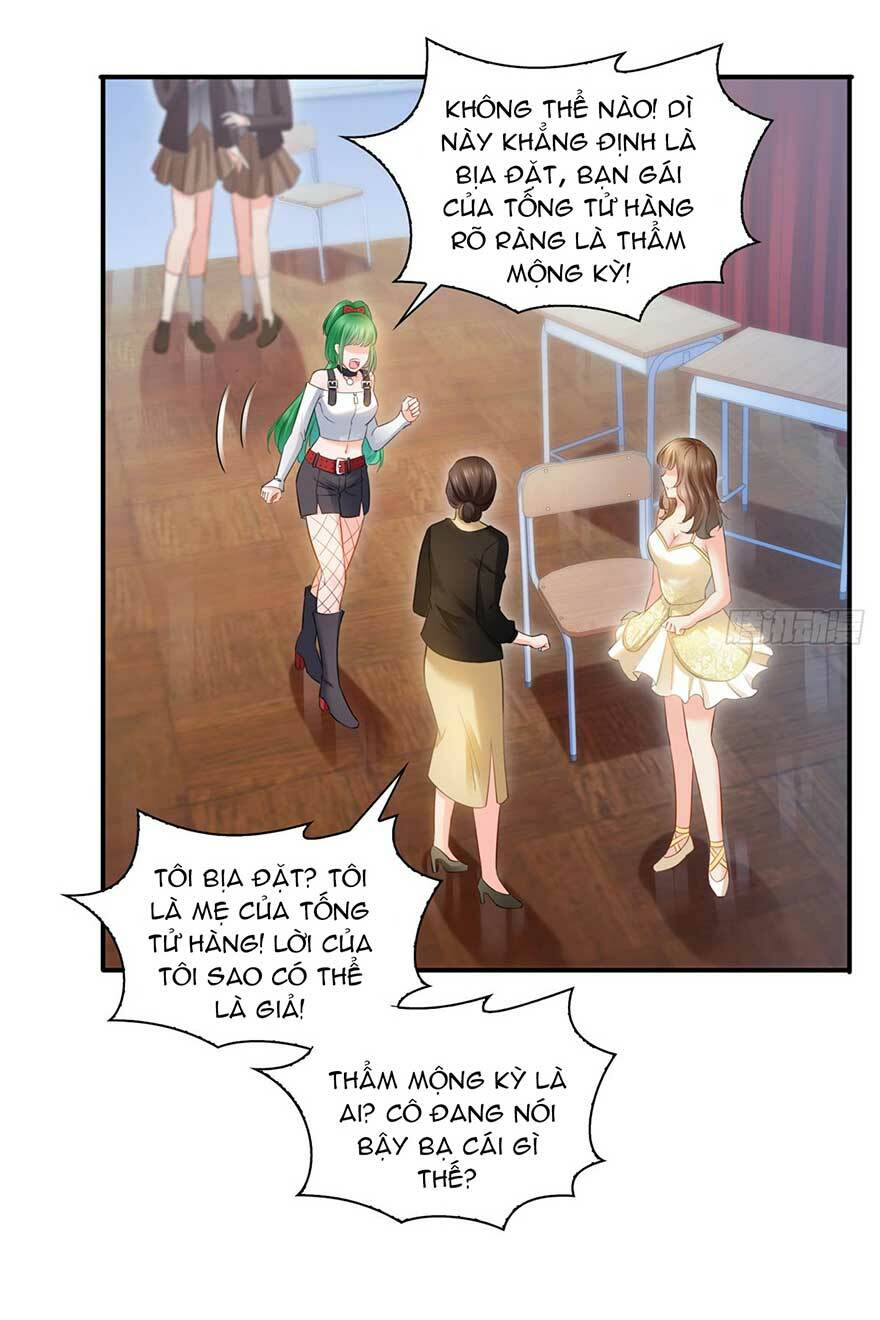 KHÔNG THỂ NÀO! DÌ
NÀY KHẲNG ĐỊNH LÀ
BỊA ĐẶT, BẠN GÁI
CỦA TỐNG TỬ HÀNG
RÕ RÀNG LÀ THẨM
MỘNG KỲ!
TÔI BỊA ĐẶT? TÔI
LÀ MẸ CỦA TỐNG
TỬ HÀNG! LỜI CỦA
TÔI SAO CÓ THỂ
LÀ GIẢ!
THẨM MỘNG KỲ LÀ
AI? CÔ ĐANG NÓI
BẬY BẠ CÁI GÌ
THẾ?